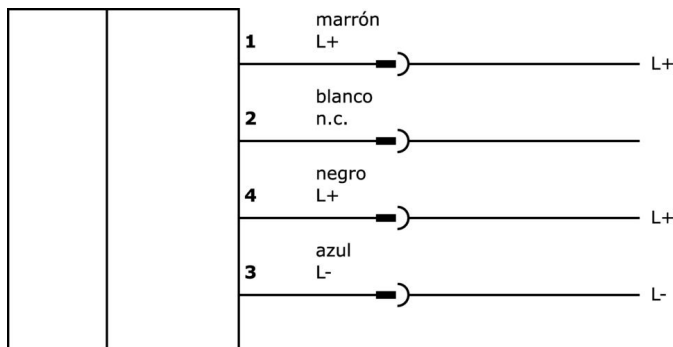 marrón
1 L+ L+
blanco
2 n.c.
negro
4 L+ L+
azul
3 L- L-